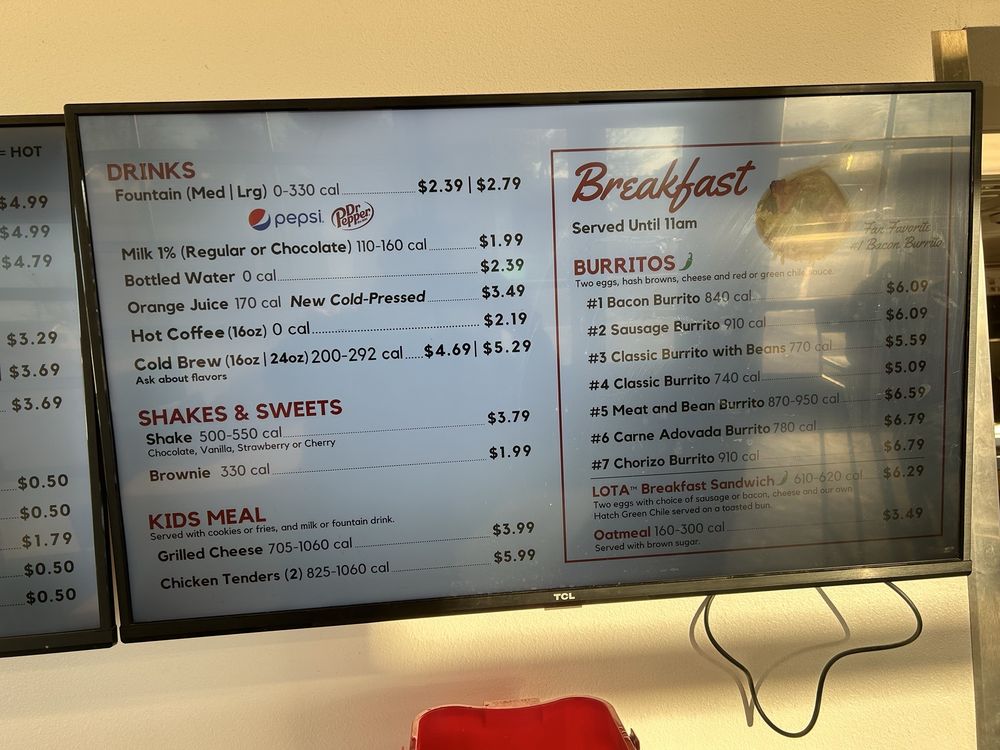 = HOT
$4.99
$4.99
$4.79
$3.29
| $3.69
$3.69
$0.50
$0.50
$1.79
$0.50
$0.50
DRINKS
Fountain (Med | Lrg) 0-330 cal $2.39 | $2.79
pepsi Dr Pepper
Milk 1% (Regular or Chocolate) 110-160 cal $1.99
Bottled Water 0 cal $2.39
Orange Juice 170 cal New Cold-Pressed $3.49
Hot Coffee (16oz) 0 cal $2.19
Cold Brew (16oz | 24oz) 200-292 cal $4.69 | $5.29
Ask about flavors
SHAKES & SWEETS
Shake 500-550 cal $3.79
Chocolate, Vanilla, Strawberry or Cherry
Brownie 330 cal $1.99
KIDS MEAL
Served with cookies or fries, and milk or fountain drink.
Grilled Cheese 705-1060 cal $3.99
Chicken Tenders (2) 825-1060 cal $5.99
Breakfast
Served Until 11am
Fan Favorite
#1 Bacon Burrito
BURRITOS
Two eggs, hash browns, cheese and red or green chile sauce.
#1 Bacon Burrito 840 cal $6.09
#2 Sausage Burrito 910 cal $6.09
#3 Classic Burrito with Beans 770 cal $5.59
#4 Classic Burrito 740 cal $5.09
#5 Meat and Bean Burrito 870-950 cal $6.59
#6 Carne Adovada Burrito 780 cal $6.79
#7 Chorizo Burrito 910 cal $6.79
LOTA™ Breakfast Sandwich 610-620 cal $6.29
Two eggs with choice of sausage or bacon, cheese and our own
Hatch Green Chile served on a toasted bun.
Oatmeal 160-300 cal $3.49
Served with brown sugar.
TCL